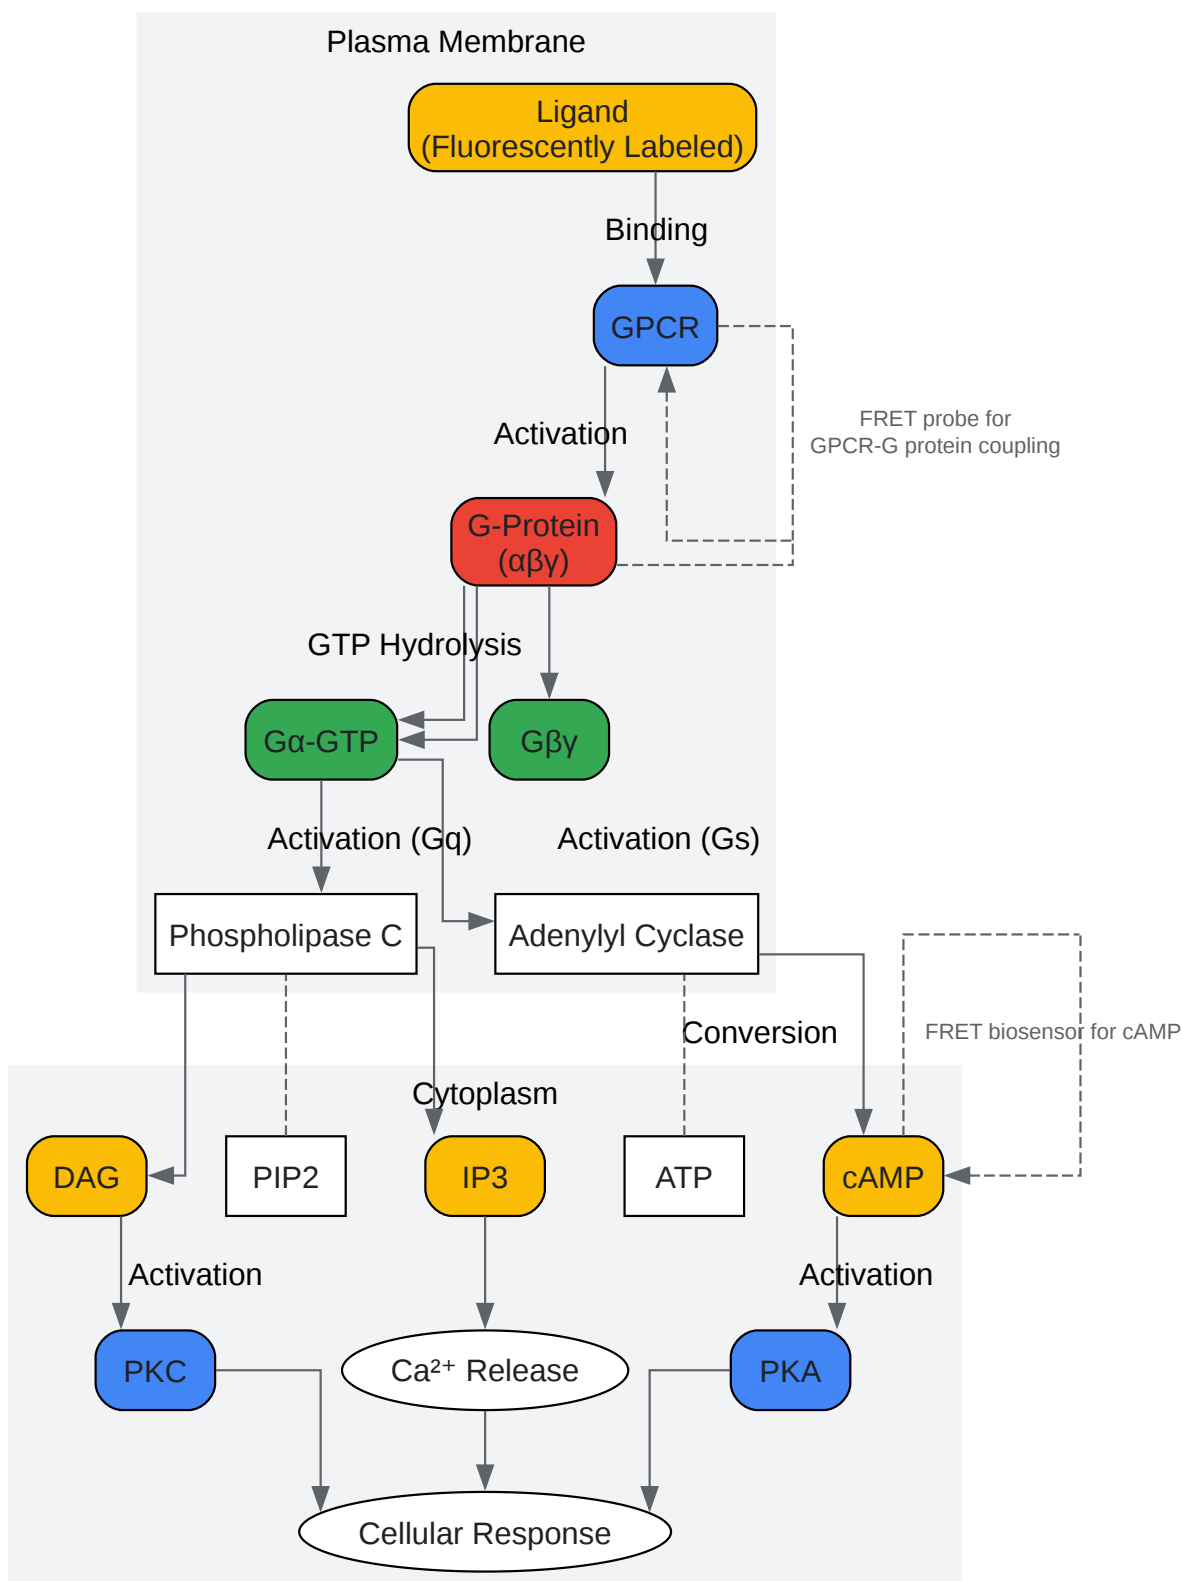 Plasma Membrane
Ligand
(Fluorescently Labeled)
Binding
GPCR
FRET probe for
GPCR-G protein coupling
Activation
G-Protein
(αβγ)
GTP Hydrolysis
Gα-GTP
Gβγ
Activation (Gq)
Activation (Gs)
Phospholipase C
Adenylyl Cyclase
Conversion
FRET biosensor for cAMP
Cytoplasm
DAG
PIP2
IP3
ATP
cAMP
Activation
Activation
PKC
Ca²⁺ Release
PKA
Cellular Response